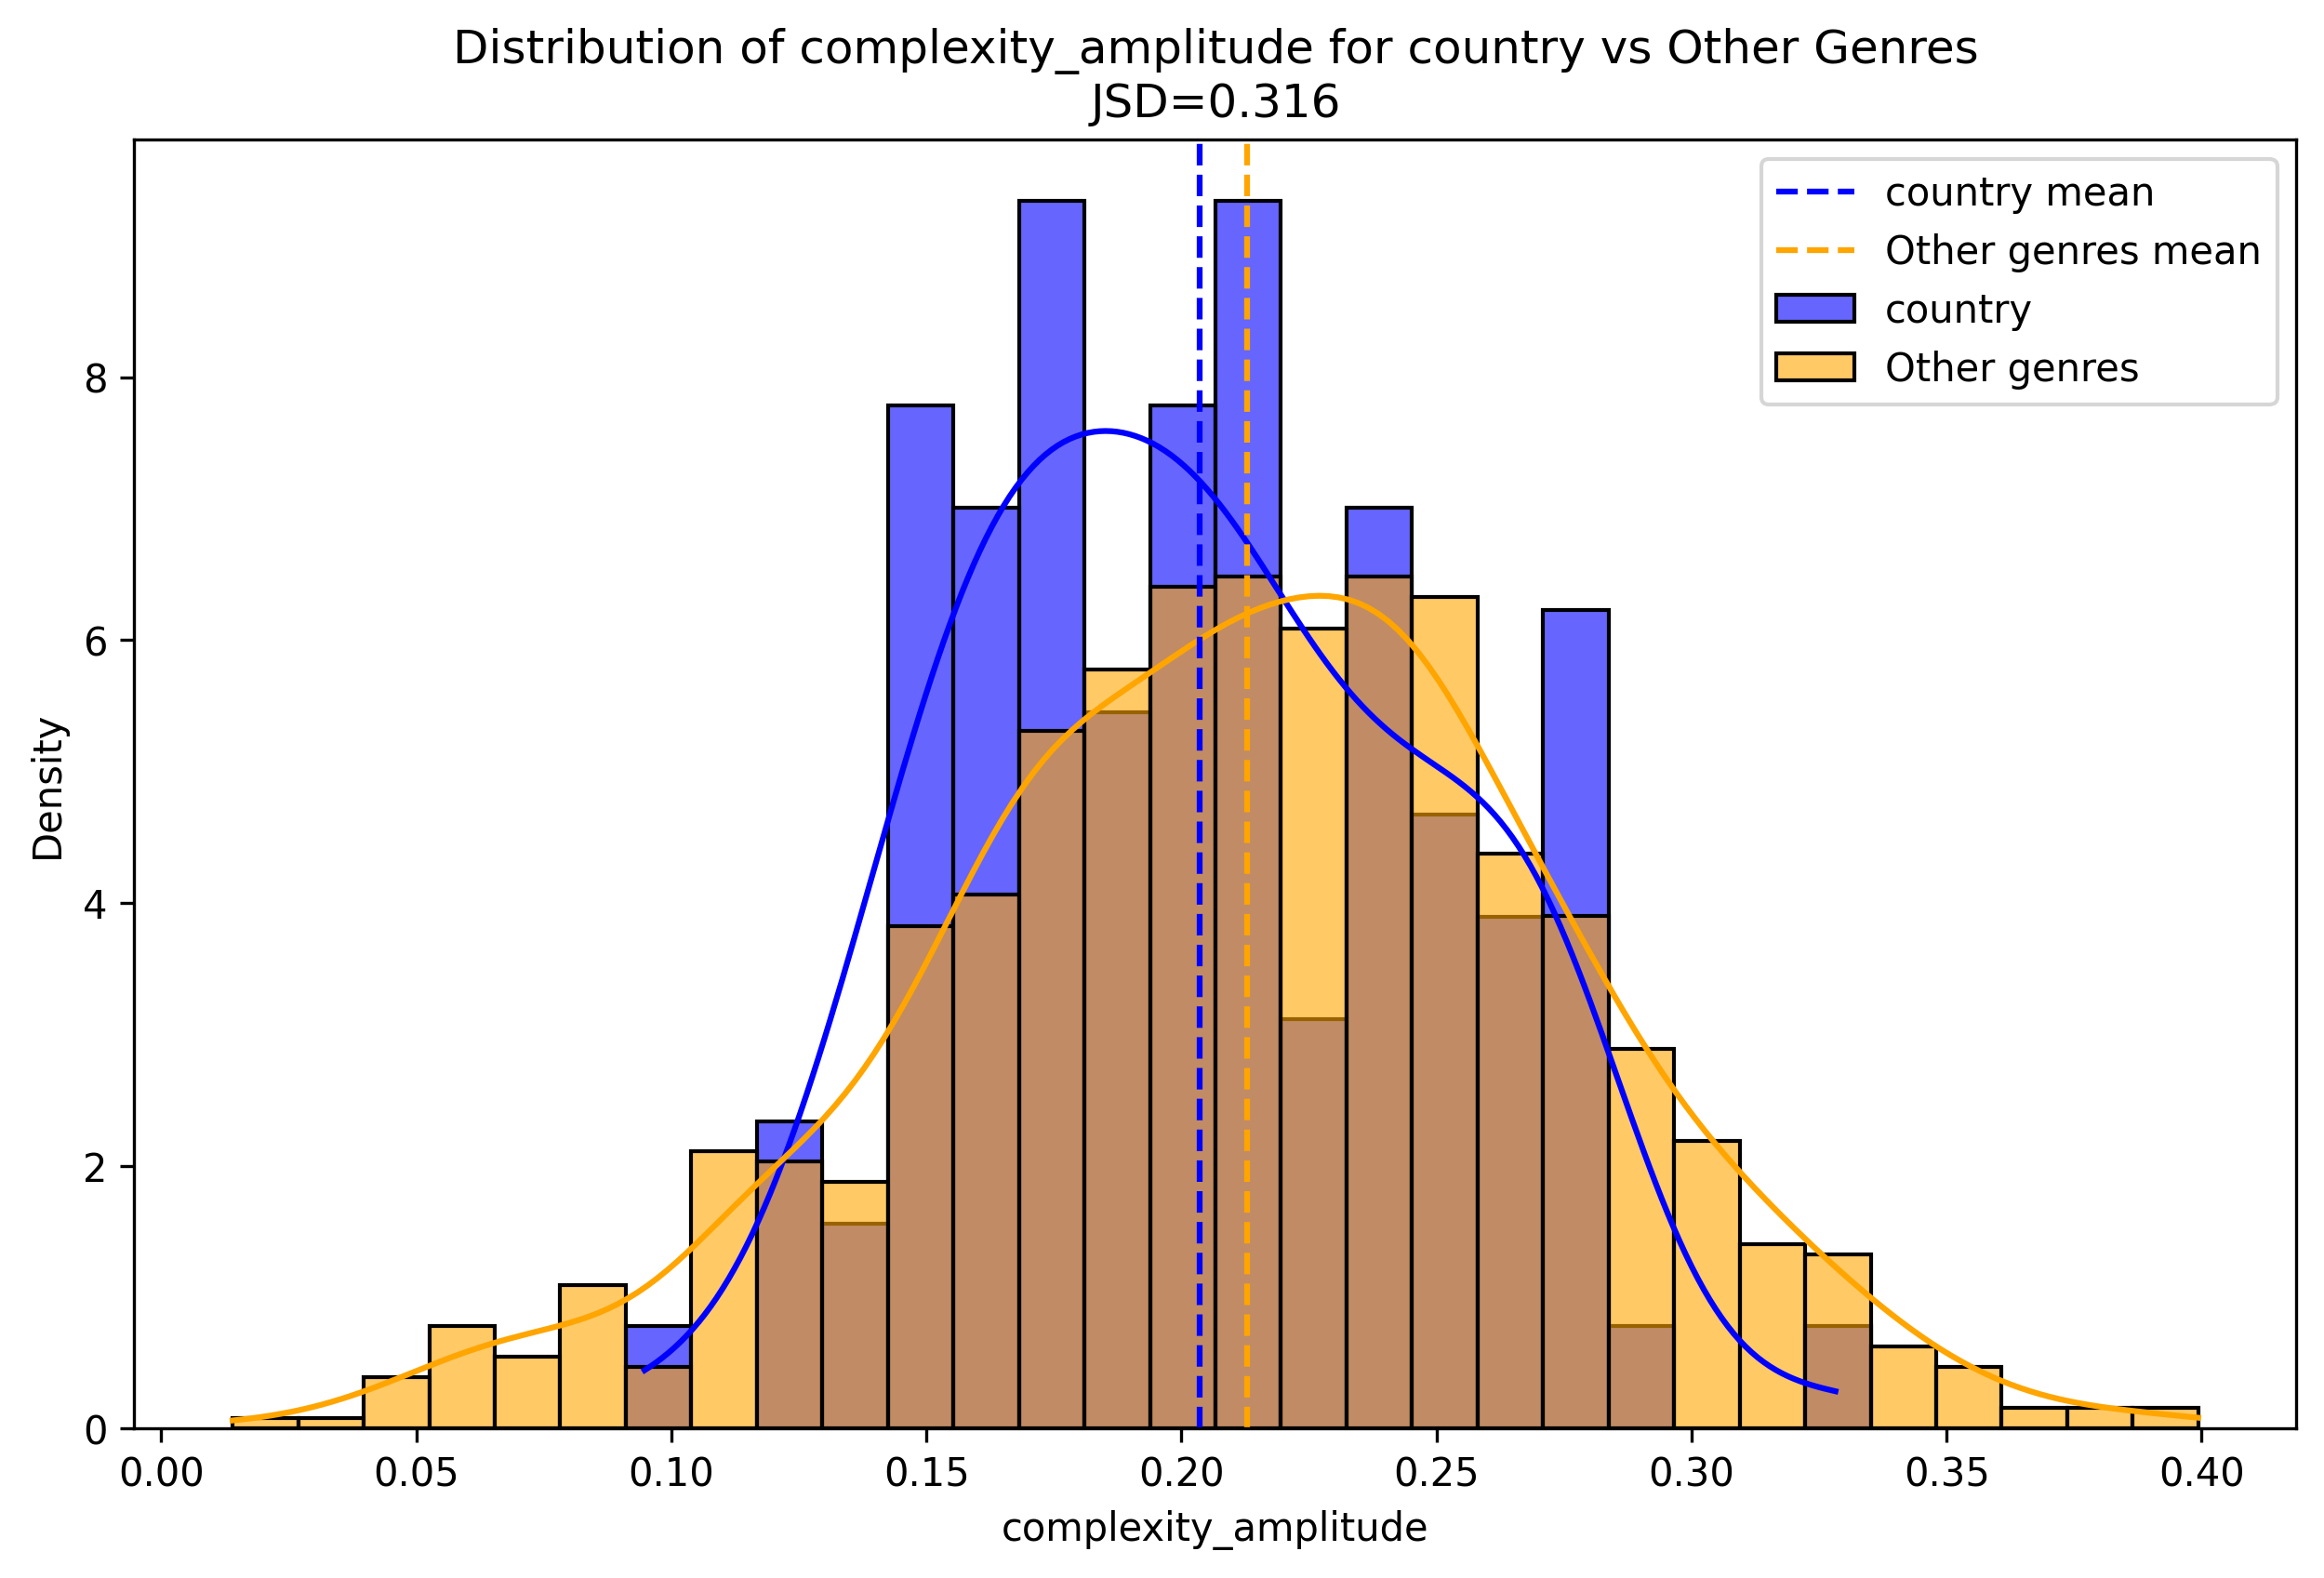 Distribution of complexity_amplitude for country vs Other Genres
JSD=0.316
country mean
Other genres mean
country
Other genres
Density
8
6
4
2
0
0.00 0.05 0.10 0.15 0.20 0.25 0.30 0.35 0.40
complexity_amplitude